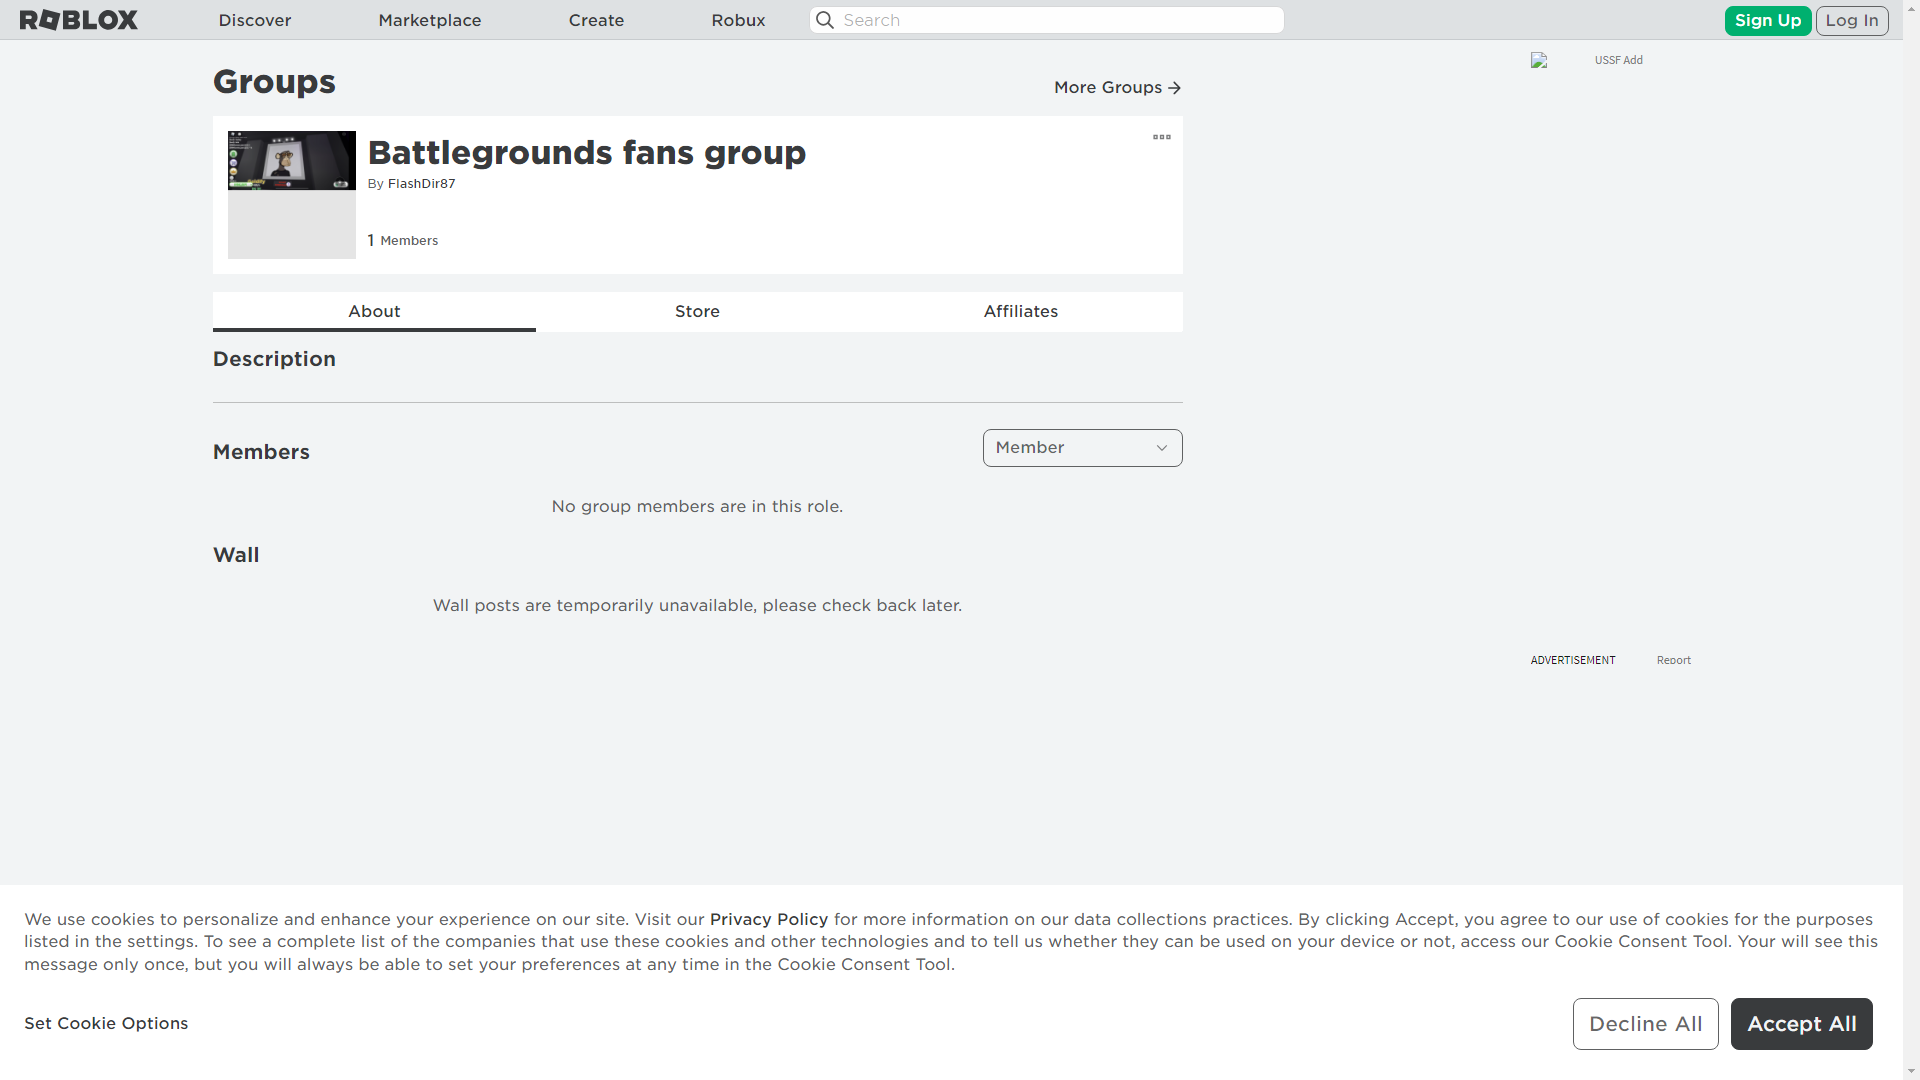 ROBLOX Discover Marketplace Create Robux Search Sign Up Log In
Groups
More Groups
USSF Add
Battlegrounds fans group
By FlashDir87
1 Members
About Store Affiliates
Description
Members
Member
No group members are in this role.
Wall
Wall posts are temporarily unavailable, please check back later.
ADVERTISEMENT Report
We use cookies to personalize and enhance your experience on our site. Visit our Privacy Policy for more information on our data collections practices. By clicking Accept, you agree to our use of cookies for the purposes
listed in the settings. To see a complete list of the companies that use these cookies and other technologies and to tell us whether they can be used on your device or not, access our Cookie Consent Tool. Your will see this
message only once, but you will always be able to set your preferences at any time in the Cookie Consent Tool.
Set Cookie Options
Decline All
Accept All